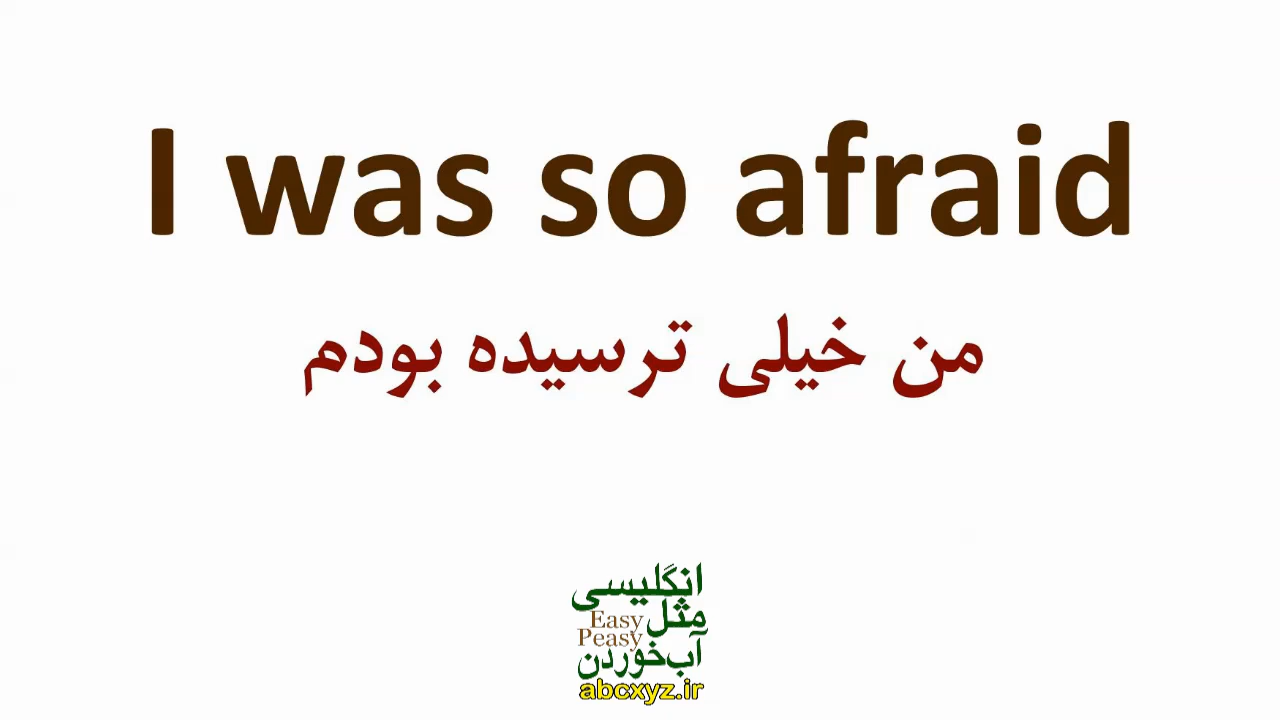 I was so afraid
من خیلی ترسیده بودم
انگلیسی
مثل
Easy
Peasy
آب‌خوردن
abcxyz.ir